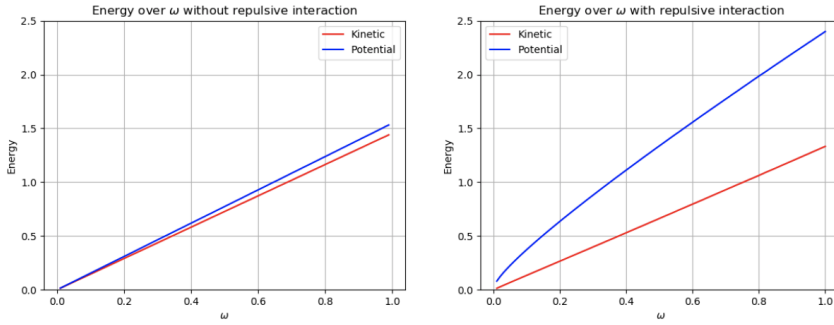 Energy over ω without repulsive interaction
Kinetic
Potential
Energy
2.5
2.0
1.5
1.0
0.5
0.0
0.0 0.2 0.4 0.6 0.8 1.0
ω
Energy over ω with repulsive interaction
Kinetic
Potential
Energy
2.5
2.0
1.5
1.0
0.5
0.0
0.0 0.2 0.4 0.6 0.8 1.0
ω